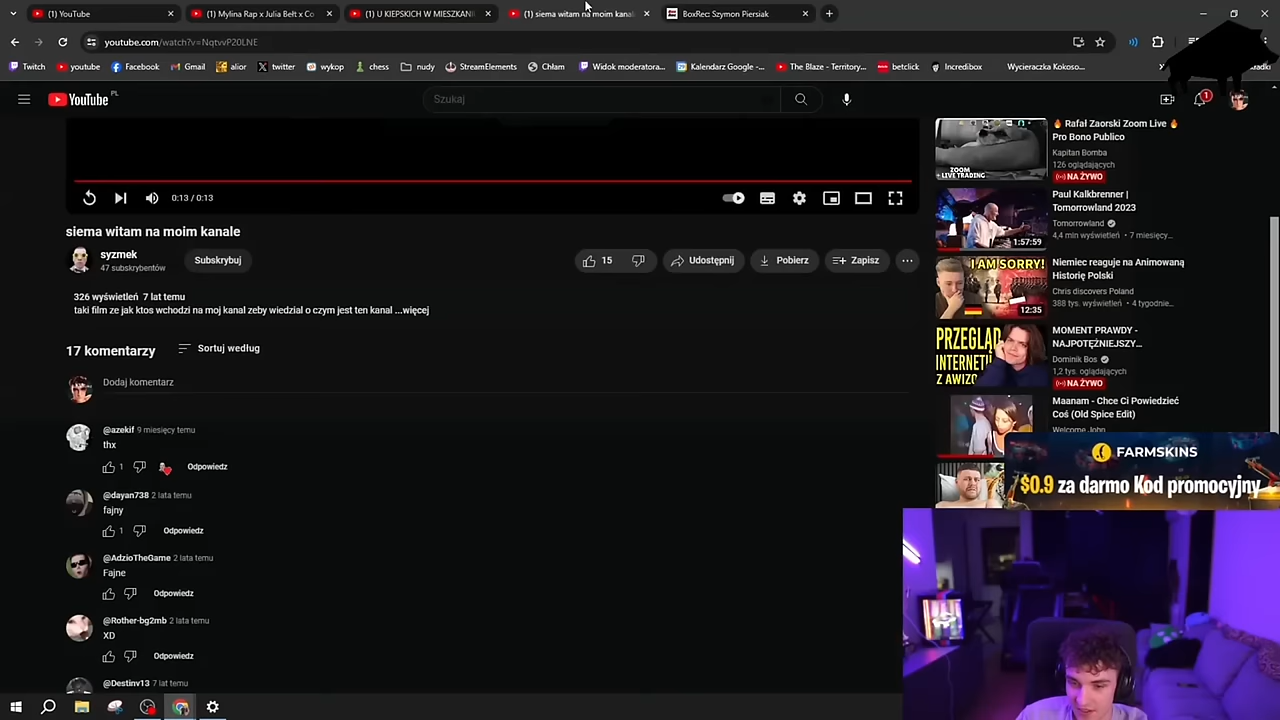 (1) YouTube
(1) Mylina Rap x Julia Belt x Co
(1) U KIEPSKICH W MIESZKANI
(1) siema witam na moim kanal
BoxRec: Szymon Piersiak
youtube.com/watch?v=NqtvvP20LNE
Twitch
youtube
Facebook
Gmail
alior
twitter
wykop
chess
nudy
StreamElements
Chłam
Widok moderatora...
Kalendarz Google -...
The Blaze - Territory...
betclick
Incredibox
Wycieraczka Kokoso...
YouTube PL
Szukaj
1
0:13 / 0:13
siema witam na moim kanale
syzmek
47 subskrybentów
Subskrybuj
15
Udostępnij
Pobierz
Zapisz
326 wyświetleń 7 lat temu
taki film ze jak ktos wchodzi na moj kanal zeby wiedzial o czym jest ten kanal ...więcej
17 komentarzy
Sortuj według
Dodaj komentarz
@azekif 9 miesięcy temu
thx
1
Odpowiedz
@dayan738 2 lata temu
fajny
1
Odpowiedz
@AdzioTheGame 2 lata temu
Fajne
Odpowiedz
@Rother-bg2mb 2 lata temu
XD
Odpowiedz
@Destinv13 7 lat temu
ZOOM
LIVE TRADING
🔥 Rafał Zaorski Zoom Live 🔥
Pro Bono Publico
Kapitan Bomba
126 oglądających
NA ŻYWO
1:57:59
Paul Kalkbrenner |
Tomorrowland 2023
Tomorrowland
4,4 mln wyświetleń • 7 miesięcy...
I AM SORRY!
12:35
Niemiec reaguje na Animowaną
Historię Polski
Chris discovers Poland
388 tys. wyświetleń • 4 tygodnie...
PRZEGLĄD
INTERNETU
Z AWIZO
MOMENT PRAWDY -
NAJPOTĘŻNIEJSZY...
Dominik Bos
1,2 tys. oglądających
NA ŻYWO
Maanam - Chce Ci Powiedzieć
Coś (Old Spice Edit)
Welcome John
FARMSKINS
$0.9 za darmo Kod promocyjny